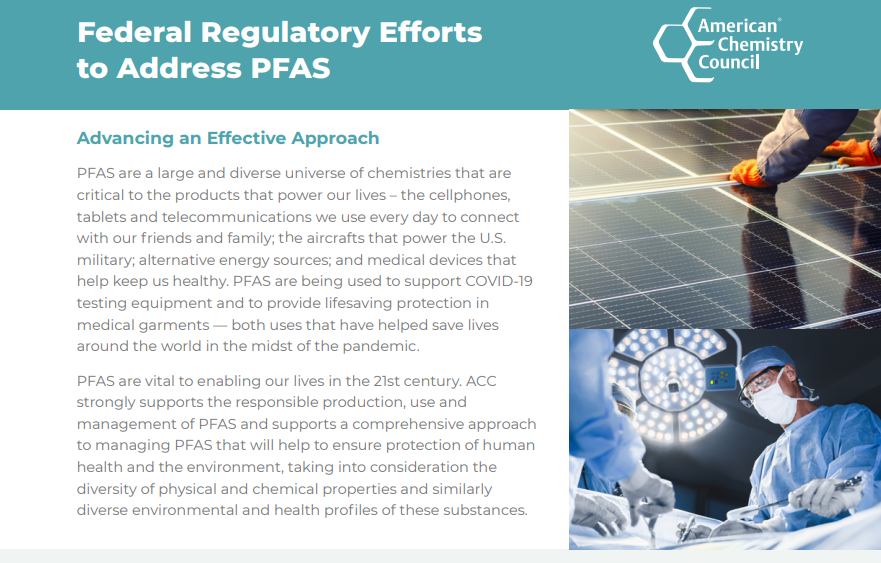 Federal Regulatory Efforts
to Address PFAS
American®
Chemistry
Council
Advancing an Effective Approach
PFAS are a large and diverse universe of chemistries that are
critical to the products that power our lives – the cellphones,
tablets and telecommunications we use every day to connect
with our friends and family; the aircrafts that power the U.S.
military; alternative energy sources; and medical devices that
help keep us healthy. PFAS are being used to support COVID-19
testing equipment and to provide lifesaving protection in
medical garments — both uses that have helped save lives
around the world in the midst of the pandemic.
PFAS are vital to enabling our lives in the 21st century. ACC
strongly supports the responsible production, use and
management of PFAS and supports a comprehensive approach
to managing PFAS that will help to ensure protection of human
health and the environment, taking into consideration the
diversity of physical and chemical properties and similarly
diverse environmental and health profiles of these substances.